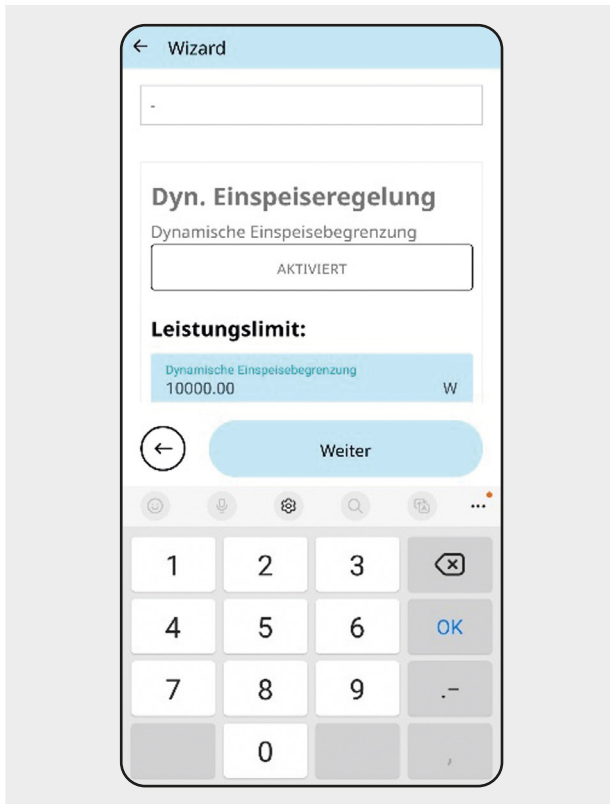 ← Wizard
-
Dyn. Einspeiseregelung
Dynamische Einspeisebegrenzung
AKTIVIERT
Leistungslimit:
Dynamische Einspeisebegrenzung
10000.00 W
← Weiter
...
1 2 3
4 5 6 OK
7 8 9 .-
0 ,